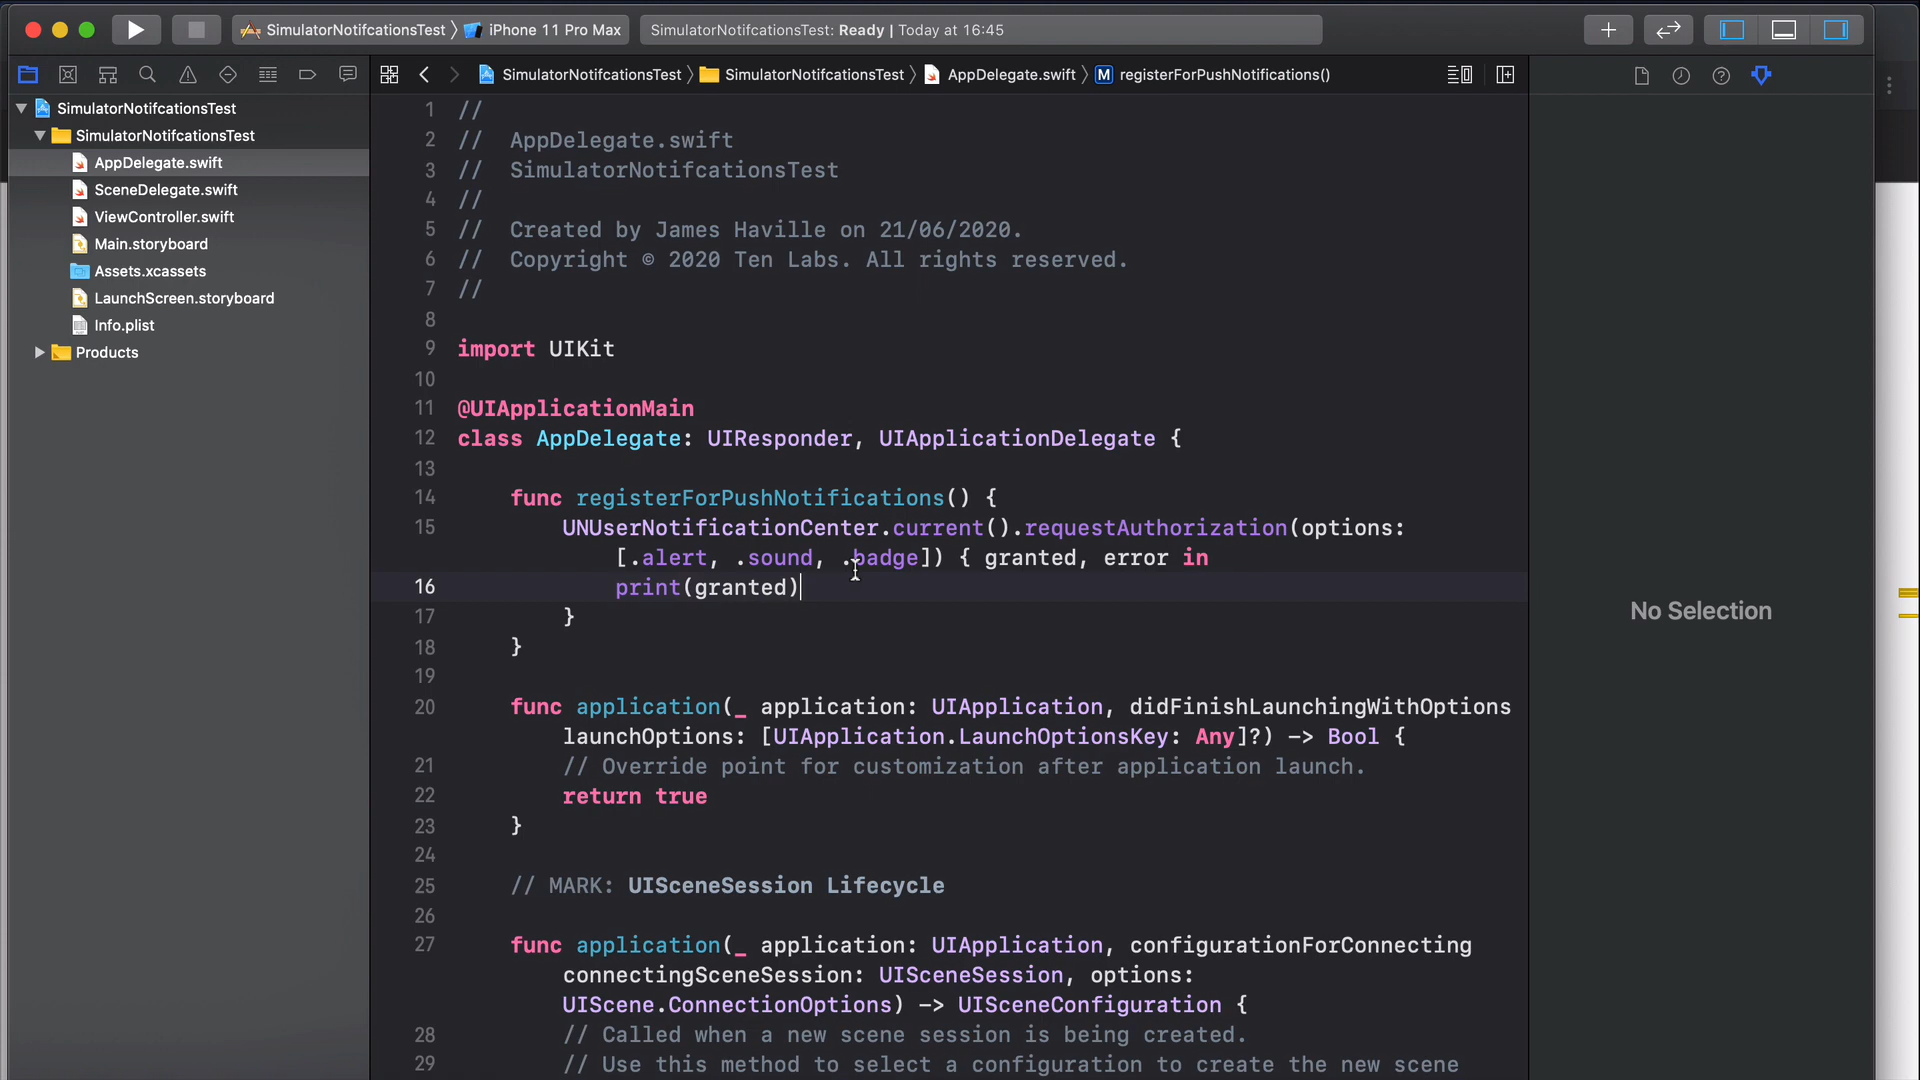 SimulatorNotifcationsTest 〉 iPhone 11 Pro Max
SimulatorNotifcationsTest: Ready | Today at 16:45
SimulatorNotifcationsTest 〉 SimulatorNotifcationsTest 〉 AppDelegate.swift 〉 M registerForPushNotifications()
SimulatorNotifcationsTest
SimulatorNotifcationsTest
AppDelegate.swift
SceneDelegate.swift
ViewController.swift
Main.storyboard
Assets.xcassets
LaunchScreen.storyboard
Info.plist
Products
1 //
2 //  AppDelegate.swift
3 //  SimulatorNotifcationsTest
4 //
5 //  Created by James Haville on 21/06/2020.
6 //  Copyright © 2020 Ten Labs. All rights reserved.
7 //
8
9 import UIKit
10
11 @UIApplicationMain
12 class AppDelegate: UIResponder, UIApplicationDelegate {
13
14     func registerForPushNotifications() {
15         UNUserNotificationCenter.current().requestAuthorization(options:
            [.alert, .sound, .badge]) { granted, error in
16             print(granted)
17         }
18     }
19
20     func application(_ application: UIApplication, didFinishLaunchingWithOptions
        launchOptions: [UIApplication.LaunchOptionsKey: Any]?) -> Bool {
21         // Override point for customization after application launch.
22         return true
23     }
24
25     // MARK: UISceneSession Lifecycle
26
27     func application(_ application: UIApplication, configurationForConnecting
        connectingSceneSession: UISceneSession, options:
        UIScene.ConnectionOptions) -> UISceneConfiguration {
28         // Called when a new scene session is being created.
29         // Use this method to select a configuration to create the new scene
No Selection